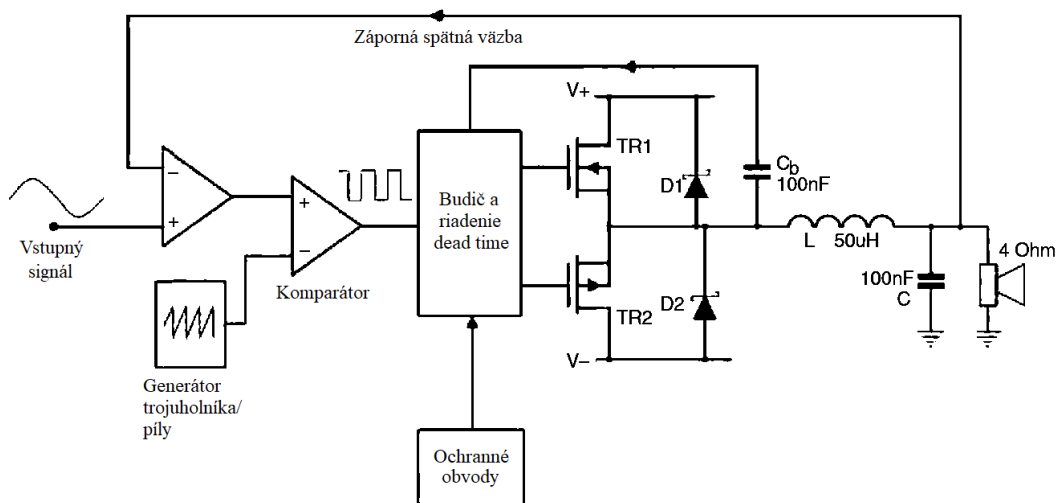 Záporná spätná väzba
V+
TR1
D1
Cb
100nF
Budič a
riadenie
dead time
−
+
+
−
Vstupný
signál
Komparátor
L 50uH
4 Ohm
100nF
C
D2
TR2
V−
Generátor
trojuholníka/
píly
Ochranné
obvody